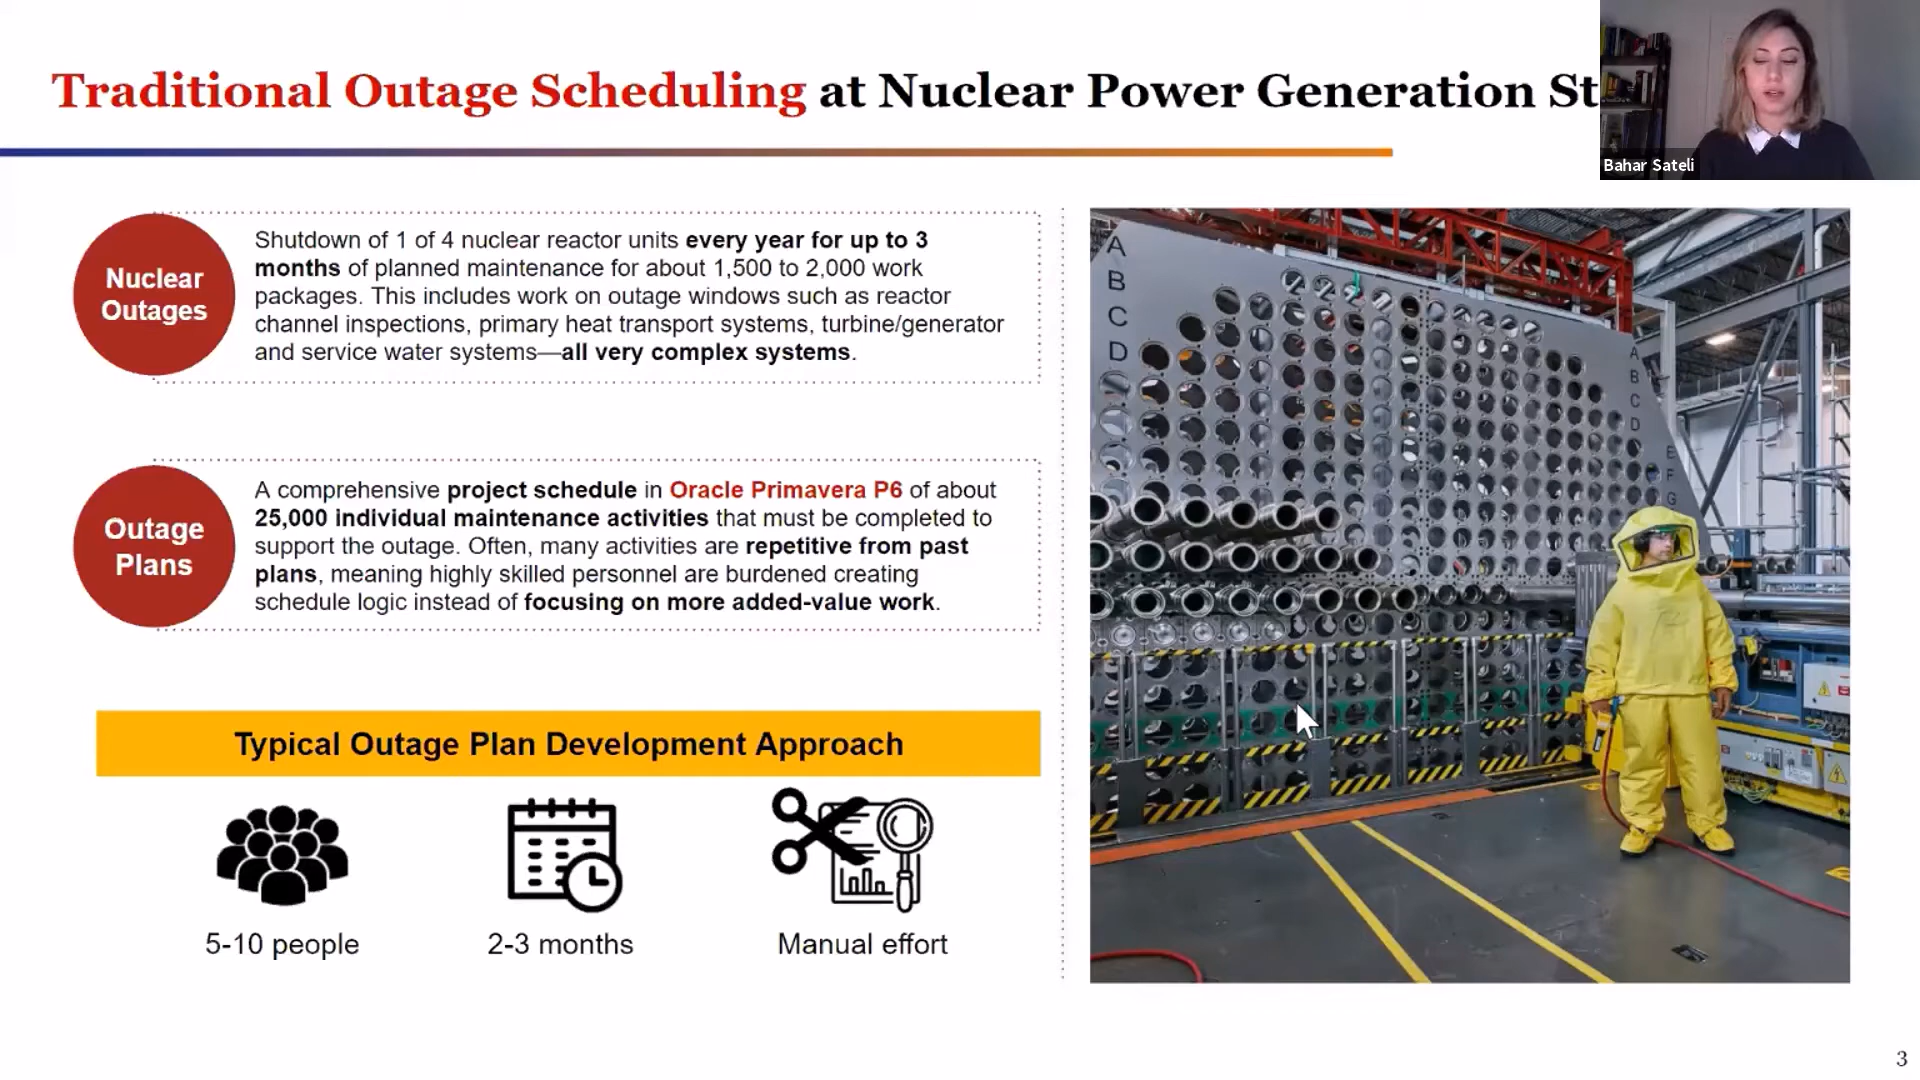 Traditional Outage Scheduling at Nuclear Power Generation St
Bahar Sateli
Nuclear
Outages
Shutdown of 1 of 4 nuclear reactor units every year for up to 3
months of planned maintenance for about 1,500 to 2,000 work
packages. This includes work on outage windows such as reactor
channel inspections, primary heat transport systems, turbine/generator
and service water systems—all very complex systems.
Outage
Plans
A comprehensive project schedule in Oracle Primavera P6 of about
25,000 individual maintenance activities that must be completed to
support the outage. Often, many activities are repetitive from past
plans, meaning highly skilled personnel are burdened creating
schedule logic instead of focusing on more added-value work.
Typical Outage Plan Development Approach
5-10 people
2-3 months
Manual effort
A
B
C
D
A
B
C
D
E
F
G
3